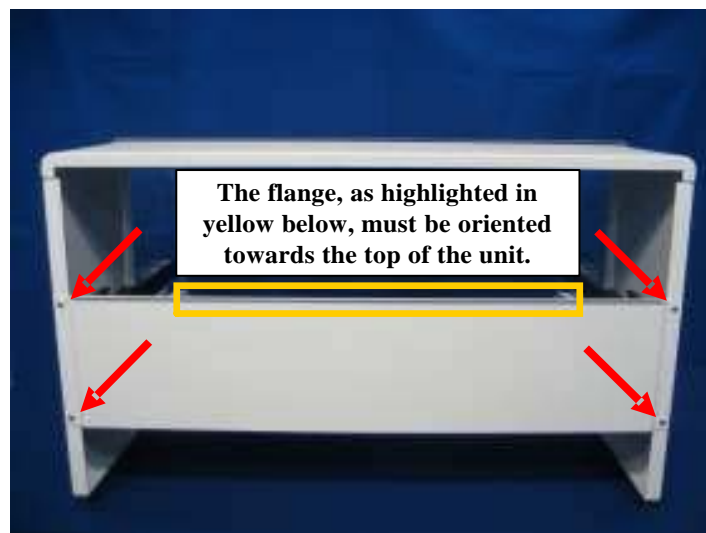 The flange, as highlighted in
yellow below, must be oriented
towards the top of the unit.